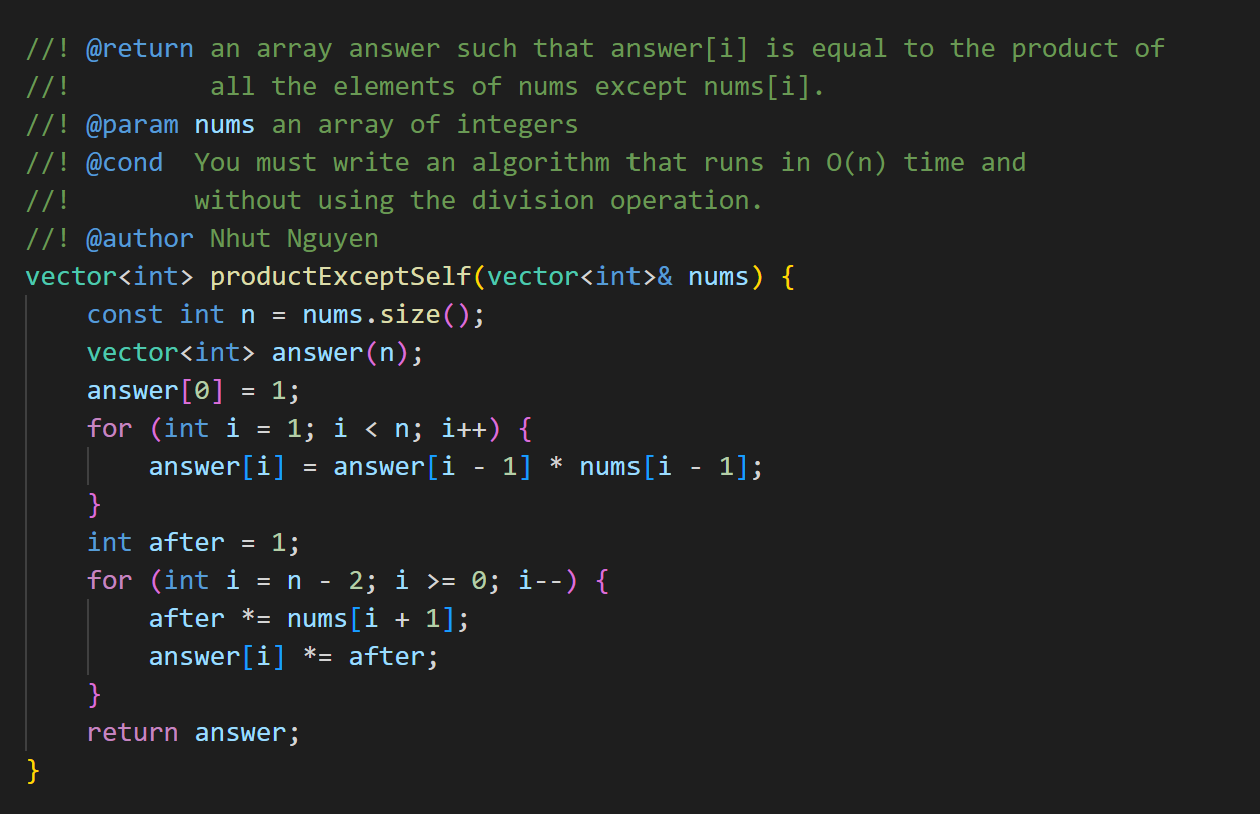 //! @return an array answer such that answer[i] is equal to the product of
//!         all the elements of nums except nums[i].
//! @param nums an array of integers
//! @cond  You must write an algorithm that runs in O(n) time and
//!        without using the division operation.
//! @author Nhut Nguyen
vector<int> productExceptSelf(vector<int>& nums) {
    const int n = nums.size();
    vector<int> answer(n);
    answer[0] = 1;
    for (int i = 1; i < n; i++) {
        answer[i] = answer[i - 1] * nums[i - 1];
    }
    int after = 1;
    for (int i = n - 2; i >= 0; i--) {
        after *= nums[i + 1];
        answer[i] *= after;
    }
    return answer;
}